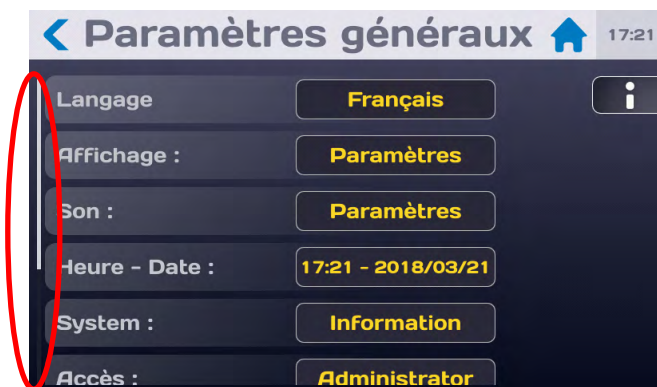 Paramètres généraux 17:21
Langage Français
Affichage : Paramètres
Son : Paramètres
Heure - Date : 17:21 - 2018/03/21
System : Information
Accès : Administrator